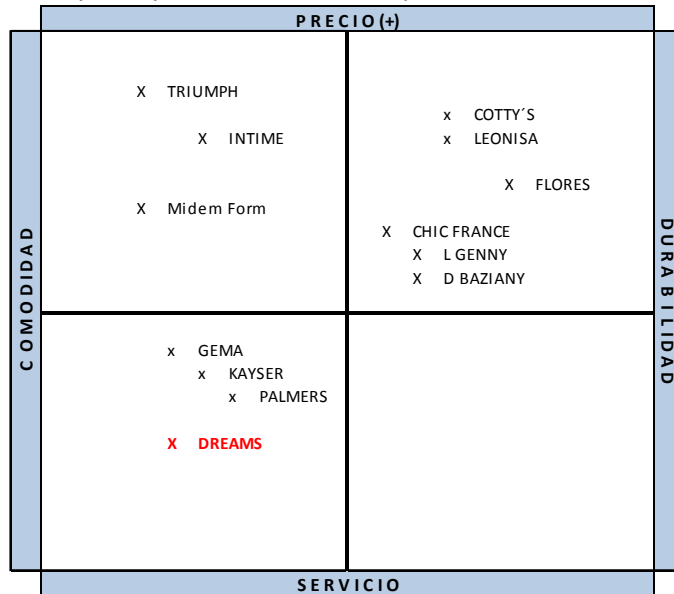 PRECIO(+)
X TRIUMPH
x COTTY´S
X INTIME
x LEONISA
X FLORES
X Midem Form
X CHIC FRANCE
X L GENNY
X D BAZIANY
COMODIDAD
DURABILIDAD
x GEMA
x KAYSER
x PALMERS
X DREAMS
SERVICIO